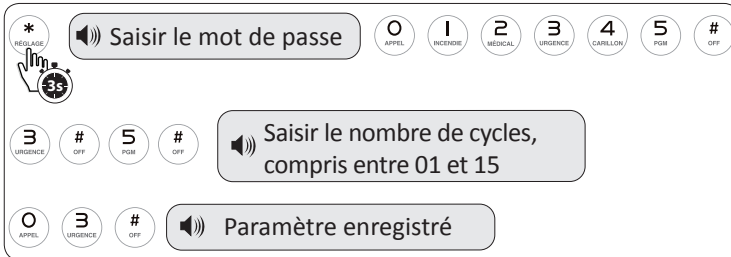 * RÉGLAGE 3s Saisir le mot de passe 0 APPEL 1 INCENDIE 2 MÉDICAL 3 URGENCE 4 CARILLON 5 PGM # OFF
3 URGENCE # OFF 5 PGM # OFF Saisir le nombre de cycles,
compris entre 01 et 15
0 APPEL 3 URGENCE # OFF Paramètre enregistré